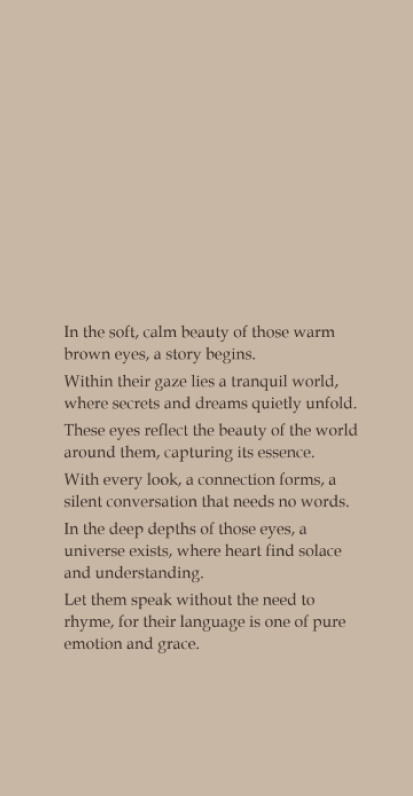 In the soft, calm beauty of those warm
brown eyes, a story begins.
Within their gaze lies a tranquil world,
where secrets and dreams quietly unfold.
These eyes reflect the beauty of the world
around them, capturing its essence.
With every look, a connection forms, a
silent conversation that needs no words.
In the deep depths of those eyes, a
universe exists, where heart find solace
and understanding.
Let them speak without the need to
rhyme, for their language is one of pure
emotion and grace.